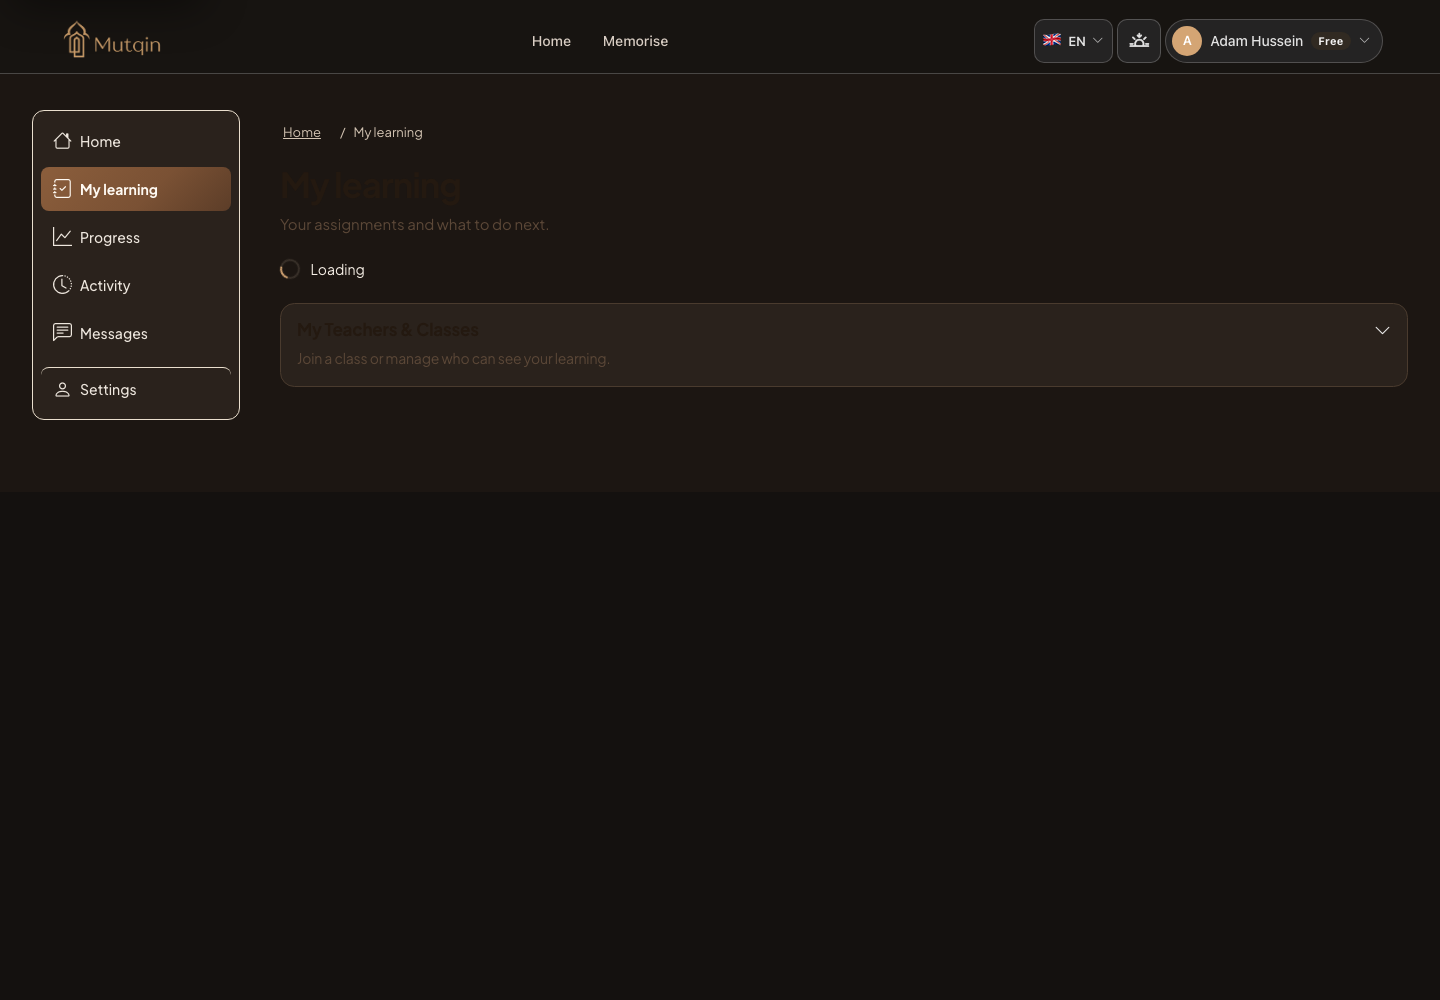 Mutqin
Home
Memorise
EN
A
Adam Hussein
Free
Home
My learning
Progress
Activity
Messages
Settings
Home / My learning
My learning
Your assignments and what to do next.
Loading
My Teachers & Classes
Join a class or manage who can see your learning.